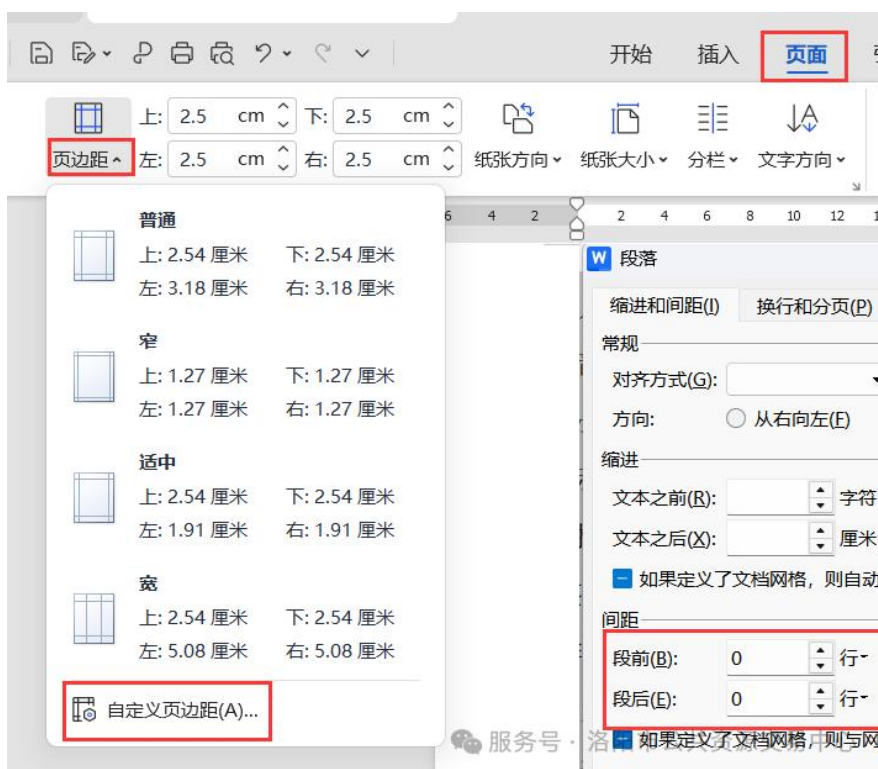 开始 插入 页面
上: 2.5 cm 下: 2.5 cm
页边距 左: 2.5 cm 右: 2.5 cm 纸张方向 纸张大小 分栏 文字方向
6 4 2 2 4 6 8 10 12
普通
上: 2.54 厘米 下: 2.54 厘米
左: 3.18 厘米 右: 3.18 厘米
窄
上: 1.27 厘米 下: 1.27 厘米
左: 1.27 厘米 右: 1.27 厘米
适中
上: 2.54 厘米 下: 2.54 厘米
左: 1.91 厘米 右: 1.91 厘米
宽
上: 2.54 厘米 下: 2.54 厘米
左: 5.08 厘米 右: 5.08 厘米
自定义页边距(A)...
W 段落
缩进和间距(I) 换行和分页(P)
常规
对齐方式(G):
方向: 从右向左(F)
缩进
文本之前(R): 字符
文本之后(X): 厘米
如果定义了文档网格，则自动
间距
段前(B): 0 行
段后(E): 0 行
如果定义了文档网格，则与网
服务号 · 洛